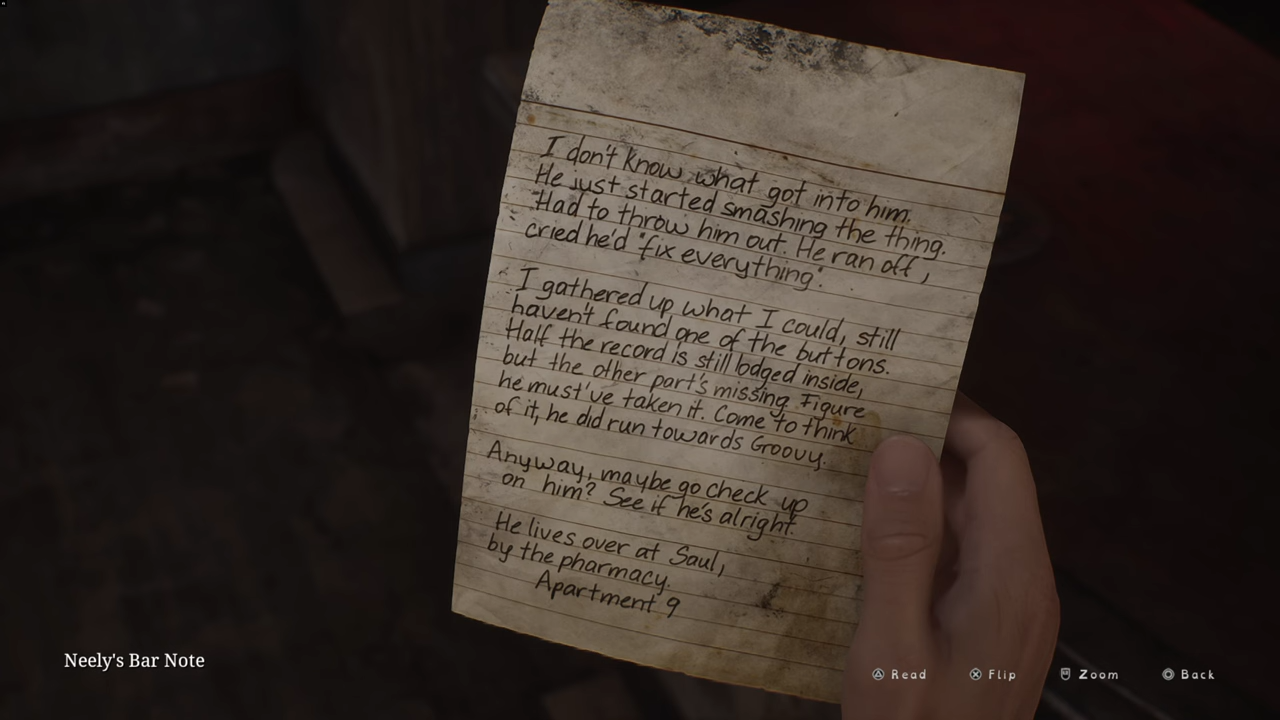 I don't know what got into him.
He just started smashing the thing.
Had to throw him out. He ran off,
cried he'd "fix everything".
I gathered up what I could, still
haven't found one of the buttons.
Half the record is still lodged inside,
but the other part's missing. Figure
he must've taken it. Come to think
of it, he did run towards Groovy.
Anyway, maybe go check up
on him? See if he's alright.
He lives over at Saul,
by the pharmacy.
Apartment 9
Neely's Bar Note
Read Flip Zoom Back